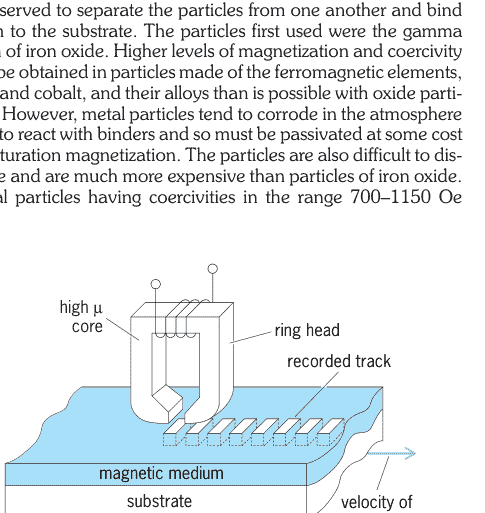 served to separate the particles from one another and bind
to the substrate. The particles first used were the gamma
of iron oxide. Higher levels of magnetization and coercivity
be obtained in particles made of the ferromagnetic elements,
and cobalt, and their alloys than is possible with oxide parti-
However, metal particles tend to corrode in the atmosphere
to react with binders and so must be passivated at some cost
turation magnetization. The particles are also difficult to dis-
e and are much more expensive than particles of iron oxide.
al particles having coercivities in the range 700–1150 Oe
high μ
core
ring head
recorded track
magnetic medium
substrate
velocity of